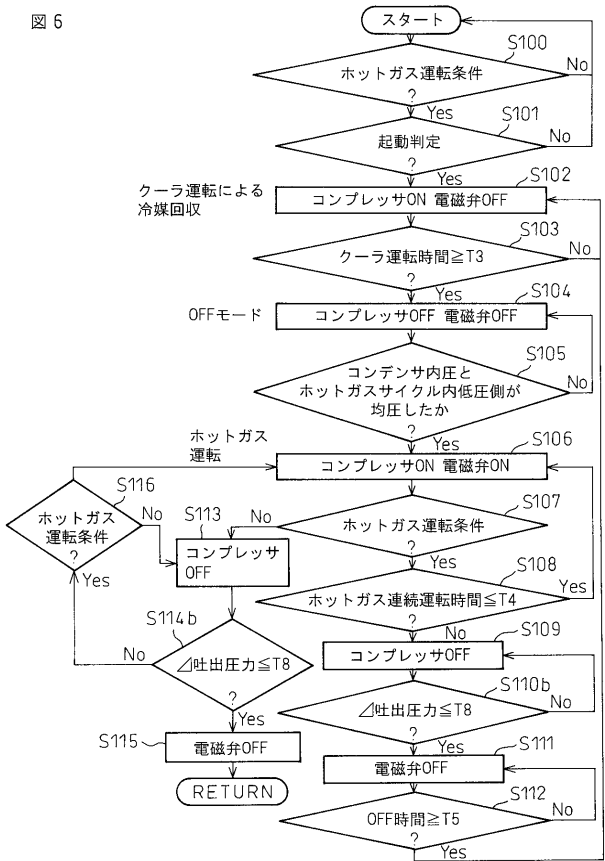 図6
スタート
S100
ホットガス運転条件
?
No
Yes
S101
起動判定
?
No
Yes
S102
クーラ運転による
冷媒回収
コンプレッサON 電磁弁OFF
S103
クーラ運転時間≧T3
?
No
Yes
S104
OFFモード
コンプレッサOFF 電磁弁OFF
S105
コンデンサ内圧と
ホットガスサイクル内低圧側が
均圧したか
?
No
Yes
S106
ホットガス
運転
コンプレッサON 電磁弁ON
S107
ホットガス運転条件
?
No
Yes
S108
ホットガス連続運転時間≦T4
?
Yes
No
S109
コンプレッサOFF
S110b
⊿吐出圧力≦T8
?
No
Yes
S111
電磁弁OFF
S112
OFF時間≧T5
?
No
Yes
S116
ホットガス
運転条件
?
No
Yes
S113
コンプレッサ
OFF
S114b
⊿吐出圧力≦T8
?
No
Yes
S115
電磁弁OFF
RETURN